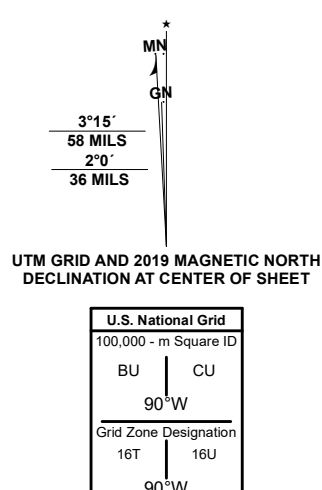 MN
GN
3°15´
58 MILS
2°0´
36 MILS
UTM GRID AND 2019 MAGNETIC NORTH
DECLINATION AT CENTER OF SHEET
U.S. National Grid
100,000 - m Square ID
BU CU
90°W
Grid Zone Designation
16T 16U
90°W